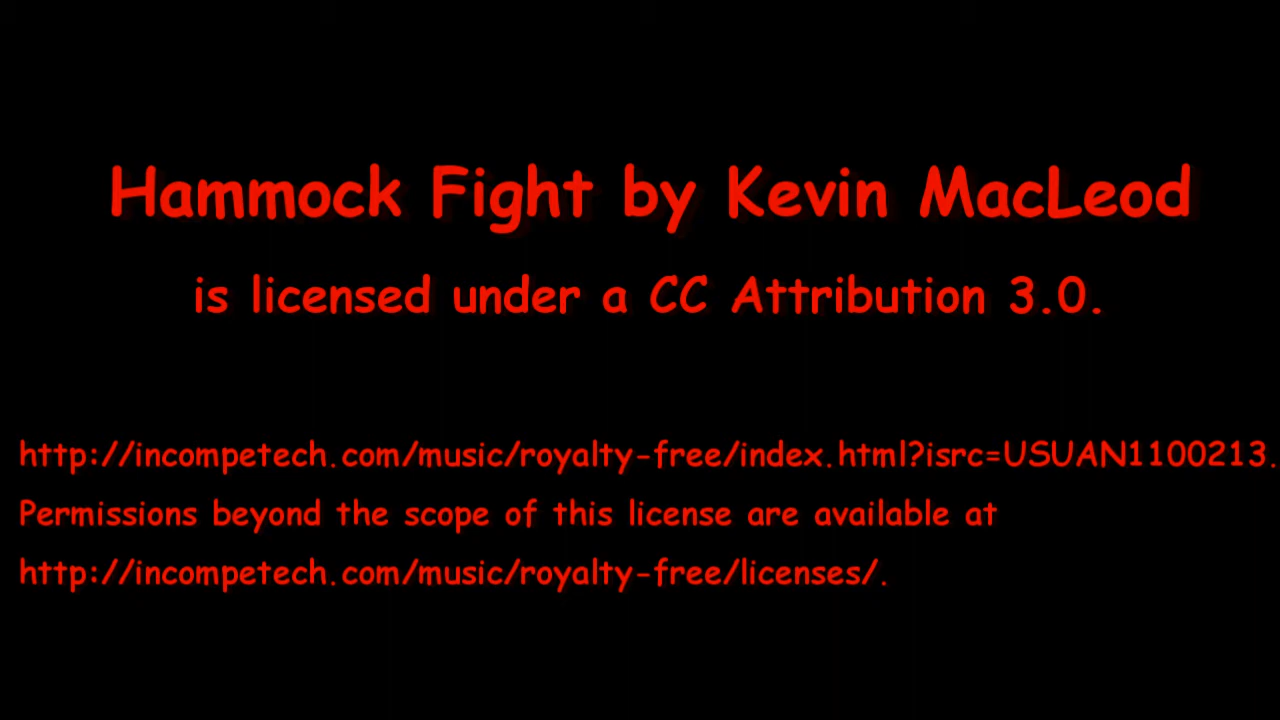 Hammock Fight by Kevin MacLeod
is licensed under a CC Attribution 3.0.
http://incompetech.com/music/royalty-free/index.html?isrc=USUAN1100213.
Permissions beyond the scope of this license are available at
http://incompetech.com/music/royalty-free/licenses/.